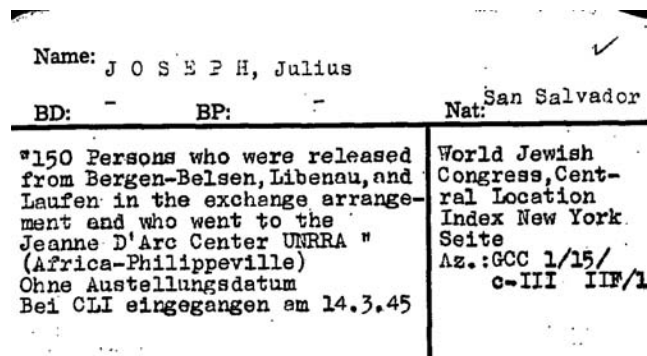 Name: J O S E P H, Julius
BD: - BP: - Nat: San Salvador
"150 Persons who were released
from Bergen-Belsen, Libenau, and
Laufen in the exchange arrange-
ment and who went to the
Jeanne D'Arc Center UNRRA "
(Africa-Philippeville)
Ohne Austellungsdatum
Bei CLI eingegangen am 14.3.45
World Jewish
Congress, Cent-
ral Location
Index New York
Seite
Az.: GCC 1/15/
c-III IIF/1